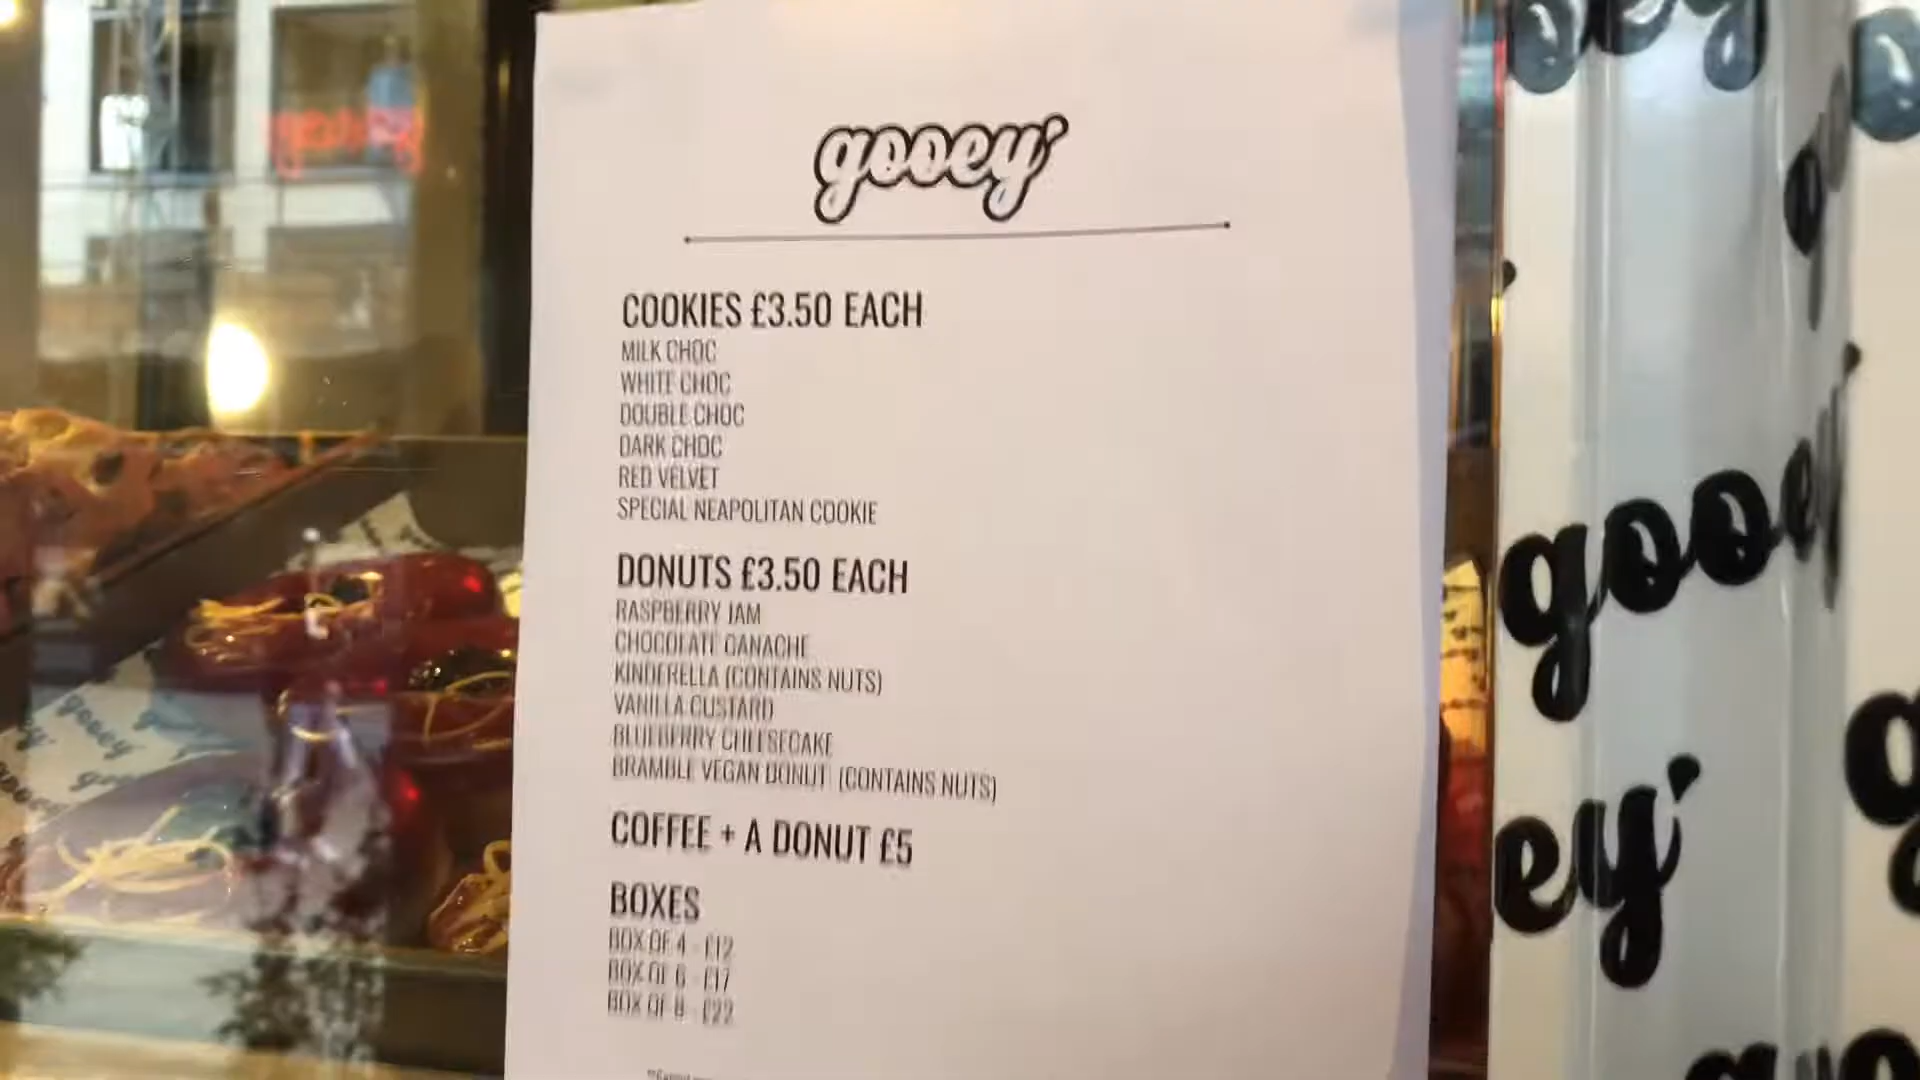 gooey
COOKIES £3.50 EACH
MILK CHOC
WHITE CHOC
DOUBLE CHOC
DARK CHOC
RED VELVET
SPECIAL NEAPOLITAN COOKIE
DONUTS £3.50 EACH
RASPBERRY JAM
CHOCOLATE GANACHE
KINDERELLA (CONTAINS NUTS)
VANILLA CUSTARD
BLUEBERRY CHEESECAKE
BRAMBLE VEGAN DONUT (CONTAINS NUTS)
COFFEE + A DONUT £5
BOXES
BOX OF 4 - £12
BOX OF 6 - £17
BOX OF 8 - £22
gooey
ey